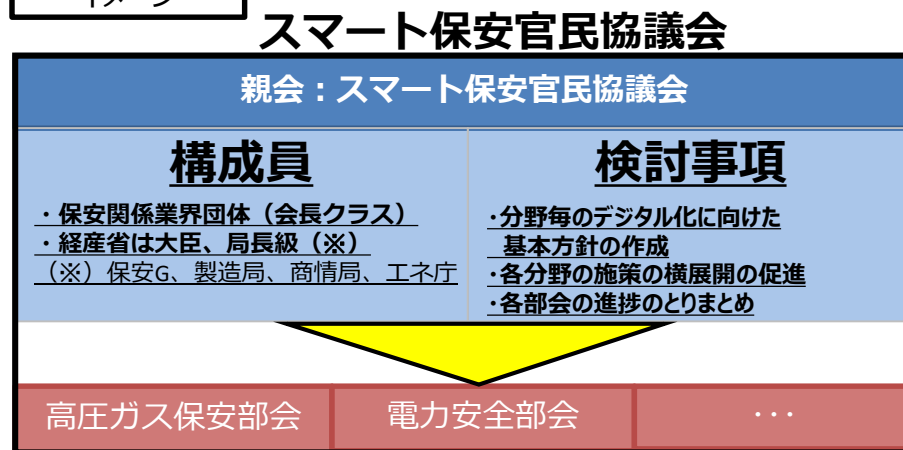 イメージ
スマート保安官民協議会
親会：スマート保安官民協議会
構成員
・保安関係業界団体（会長クラス）
・経産省は大臣、局長級（※）
（※）保安G、製造局、商情局、エネ庁
検討事項
・分野毎のデジタル化に向けた
基本方針の作成
・各分野の施策の横展開の促進
・各部会の進捗のとりまとめ
高圧ガス保安部会
電力安全部会
・・・